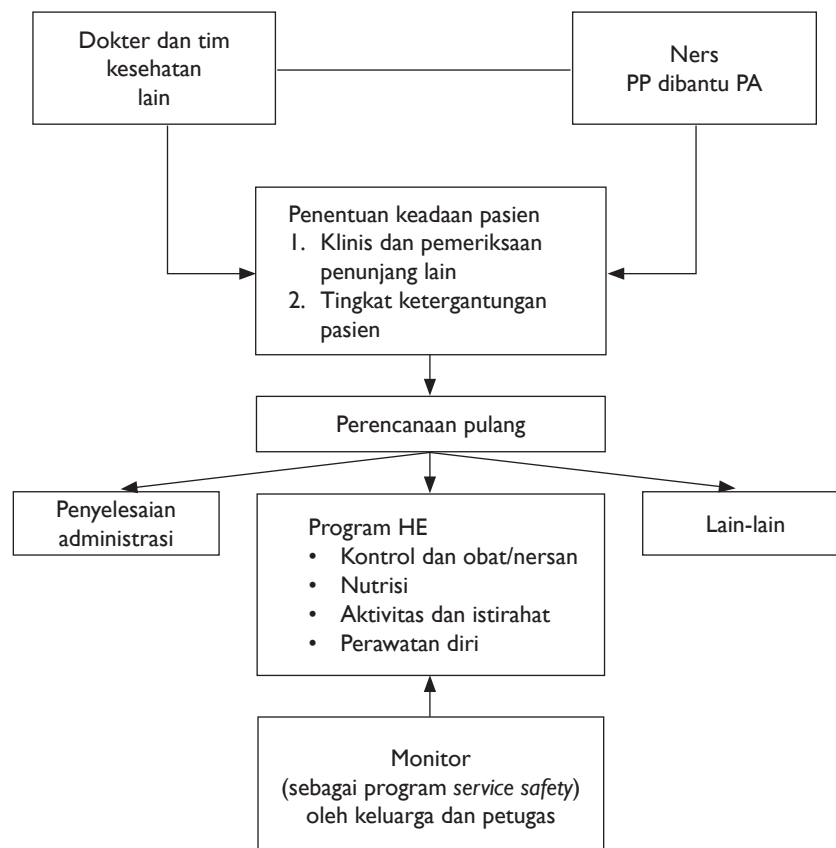 Dokter dan tim
kesehatan
lain
Ners
PP dibantu PA
Penentuan keadaan pasien
1. Klinis dan pemeriksaan
penunjang lain
2. Tingkat ketergantungan
pasien
Perencanaan pulang
Penyelesaian
administrasi
Program HE
• Kontrol dan obat/nersan
• Nutrisi
• Aktivitas dan istirahat
• Perawatan diri
Lain-lain
Monitor
(sebagai program service safety)
oleh keluarga dan petugas